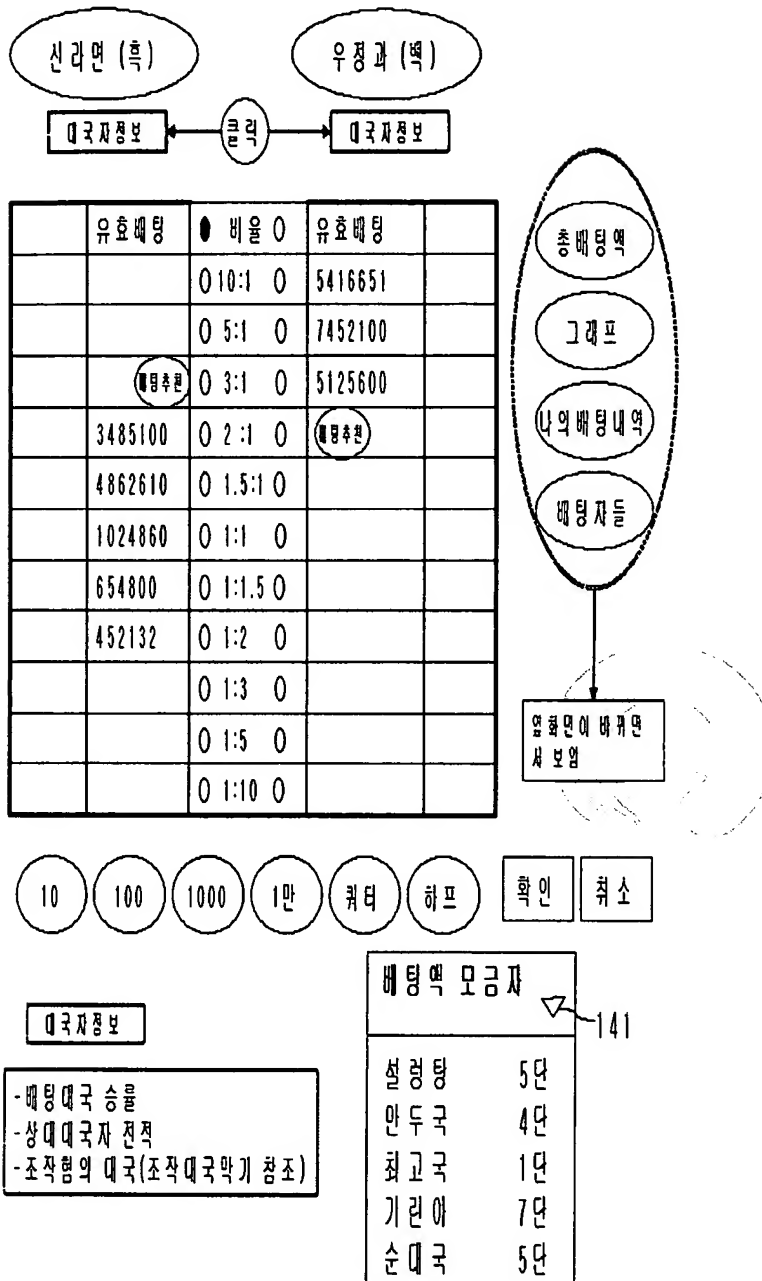 신라면 (흑) 우정과 (백)
대국자정보 클릭 대국자정보
유효배팅 ● 비율 ○ 유효배팅
○ 10:1 ○ 5416651
○ 5:1 ○ 7452100
배팅추천 ○ 3:1 ○ 5125600
3485100 ○ 2 :1 ○ 배팅추천
4862610 ○ 1.5:1 ○
1024860 ○ 1:1 ○
654800 ○ 1:1.5 ○
452132 ○ 1:2 ○
○ 1:3 ○
○ 1:5 ○
○ 1:10 ○
총배팅액
그래프
나의배팅내역
배팅자들
옆화면이 바뀌면
서 보임
10 100 1000 1만 쿼터 하프 확인 취소
대국자정보
-배팅대국 승률
-상대대국자 전적
-조작혐의 대국(조작대국막기 참조)
배팅액 모금자
141
설렁탕 5단
만두국 4단
최고국 1단
기린아 7단
순대국 5단